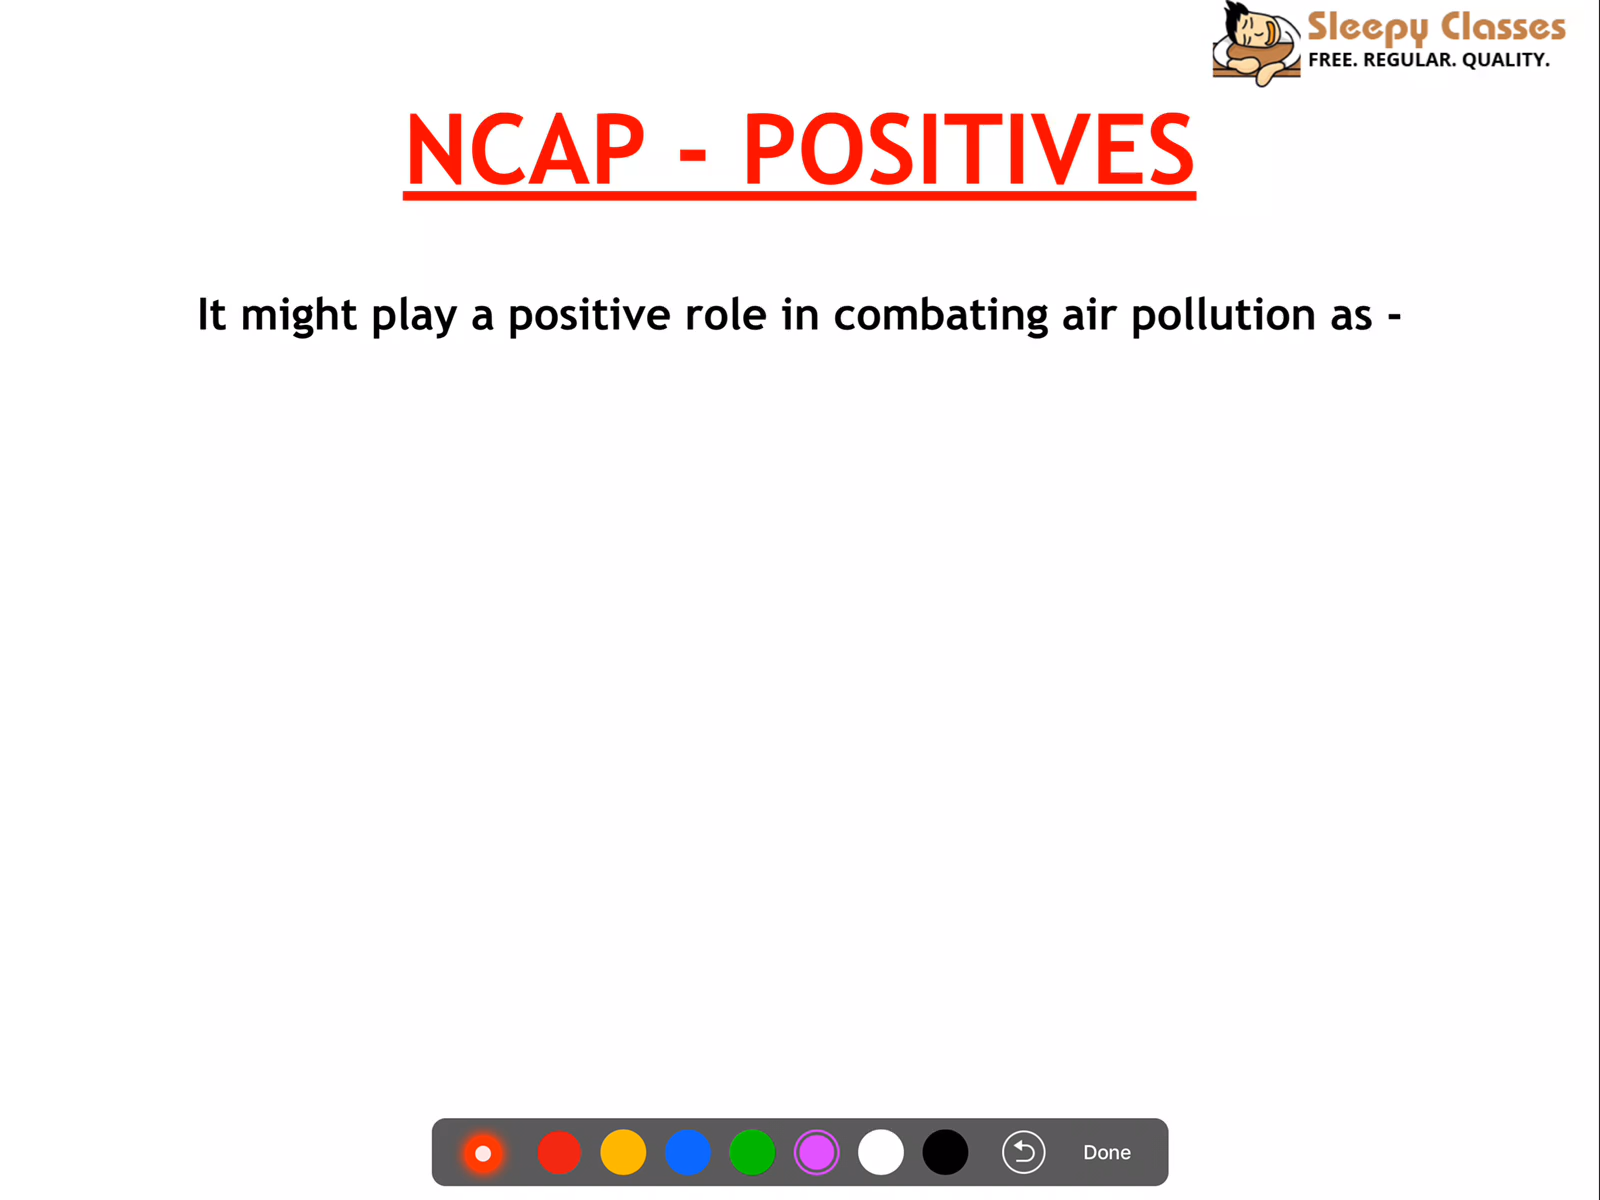 Sleepy Classes
FREE. REGULAR. QUALITY.
NCAP - POSITIVES
It might play a positive role in combating air pollution as -
Done